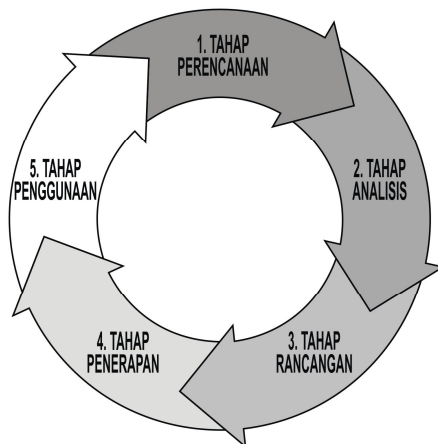 1. TAHAP
PERENCANAAN
2. TAHAP
ANALISIS
3. TAHAP
RANCANGAN
4. TAHAP
PENERAPAN
5. TAHAP
PENGGUNAAN